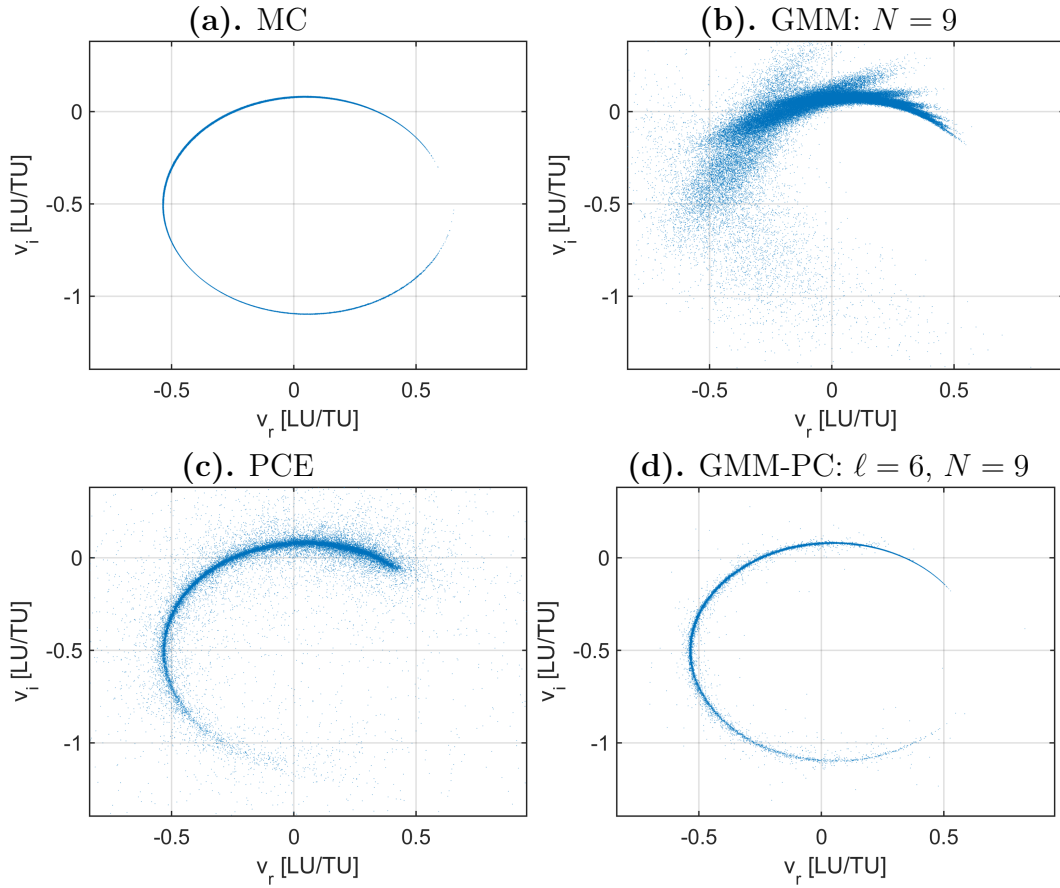 (a). MC
0
-0.5
-1
v_i [LU/TU]
-0.5 0 0.5
v_r [LU/TU]
(b). GMM: N = 9
0
-0.5
-1
v_i [LU/TU]
-0.5 0 0.5
v_r [LU/TU]
(c). PCE
0
-0.5
-1
v_i [LU/TU]
-0.5 0 0.5
v_r [LU/TU]
(d). GMM-PC: ℓ = 6, N = 9
0
-0.5
-1
v_i [LU/TU]
-0.5 0 0.5
v_r [LU/TU]